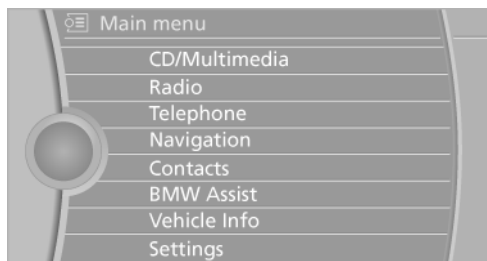 Main menu
CD/Multimedia
Radio
Telephone
Navigation
Contacts
BMW Assist
Vehicle Info
Settings